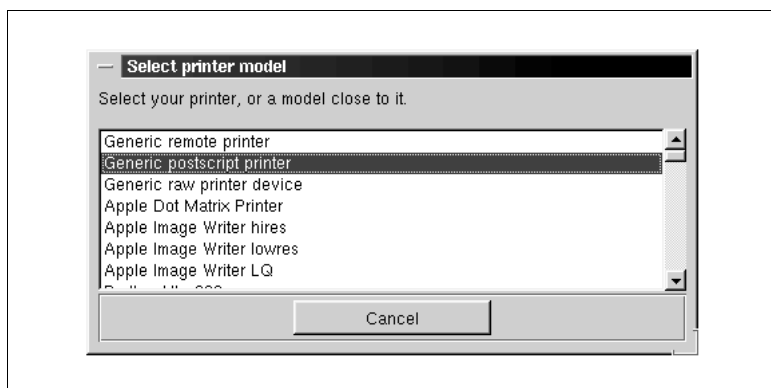 Select printer model
Select your printer, or a model close to it.
Generic remote printer
Generic postscript printer
Generic raw printer device
Apple Dot Matrix Printer
Apple Image Writer hires
Apple Image Writer lowres
Apple Image Writer LQ
Cancel